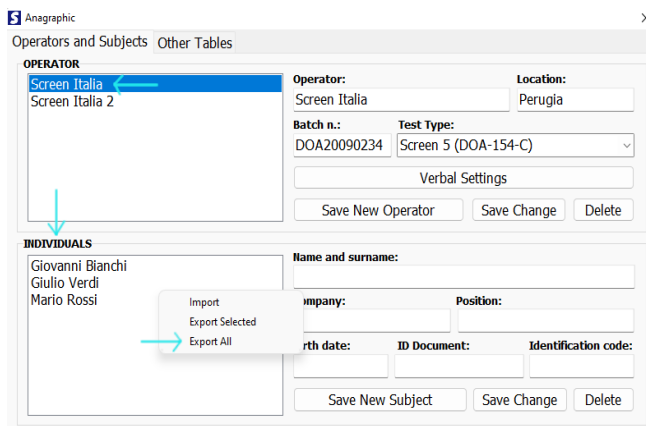 S Anagraphic
Operators and Subjects Other Tables
OPERATOR
Screen Italia
Screen Italia 2
Operator: Location:
Screen Italia Perugia
Batch n.: Test Type:
DOA20090234 Screen 5 (DOA-154-C)
Verbal Settings
Save New Operator Save Change Delete
INDIVIDUALS
Giovanni Bianchi
Giulio Verdi
Mario Rossi
Import
Export Selected
Export All
Name and surname:
ompany: Position:
rth date: ID Document: Identification code:
Save New Subject Save Change Delete